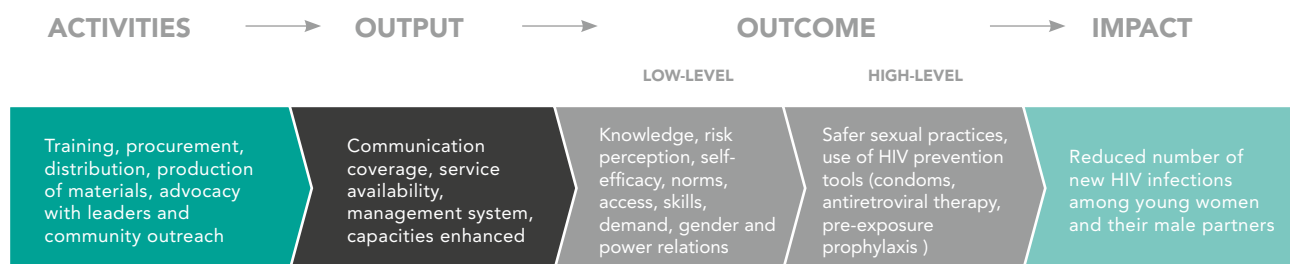 ACTIVITIES
OUTPUT
OUTCOME
IMPACT
LOW-LEVEL
HIGH-LEVEL
Training, procurement,
distribution, production
of materials, advocacy
with leaders and
community outreach
Communication
coverage, service
availability,
management system,
capacities enhanced
Knowledge, risk
perception, self-
efficacy, norms,
access, skills,
demand, gender and
power relations
Safer sexual practices,
use of HIV prevention
tools (condoms,
antiretroviral therapy,
pre-exposure
prophylaxis )
Reduced number of
new HIV infections
among young women
and their male partners